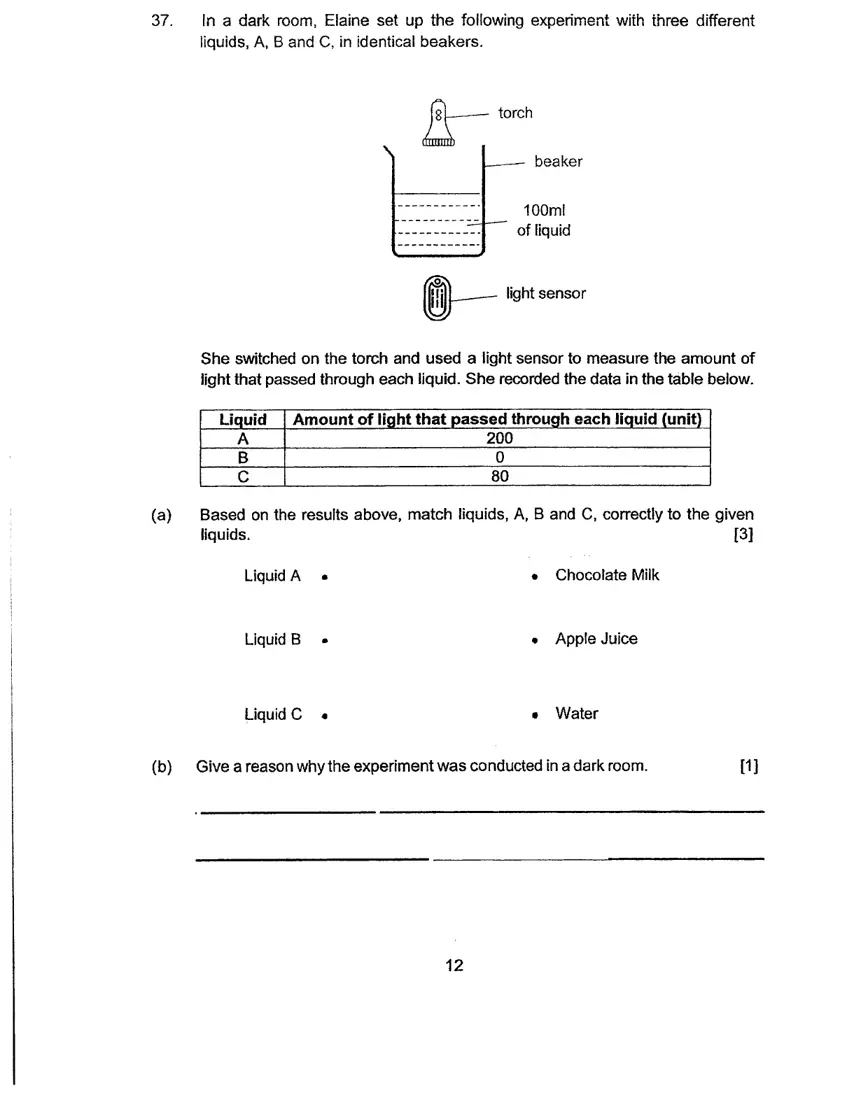 37. In a dark room, Elaine set up the following experiment with three different
liquids, A, B and C, in identical beakers.
torch
beaker
100ml
of liquid
light sensor
She switched on the torch and used a light sensor to measure the amount of
light that passed through each liquid. She recorded the data in the table below.
Liquid Amount of light that passed through each liquid (unit)
A 200
B 0
C 80
(a) Based on the results above, match liquids, A, B and C, correctly to the given
liquids. [3]
Liquid A • • Chocolate Milk
Liquid B • • Apple Juice
Liquid C • • Water
(b) Give a reason why the experiment was conducted in a dark room. [1]
12